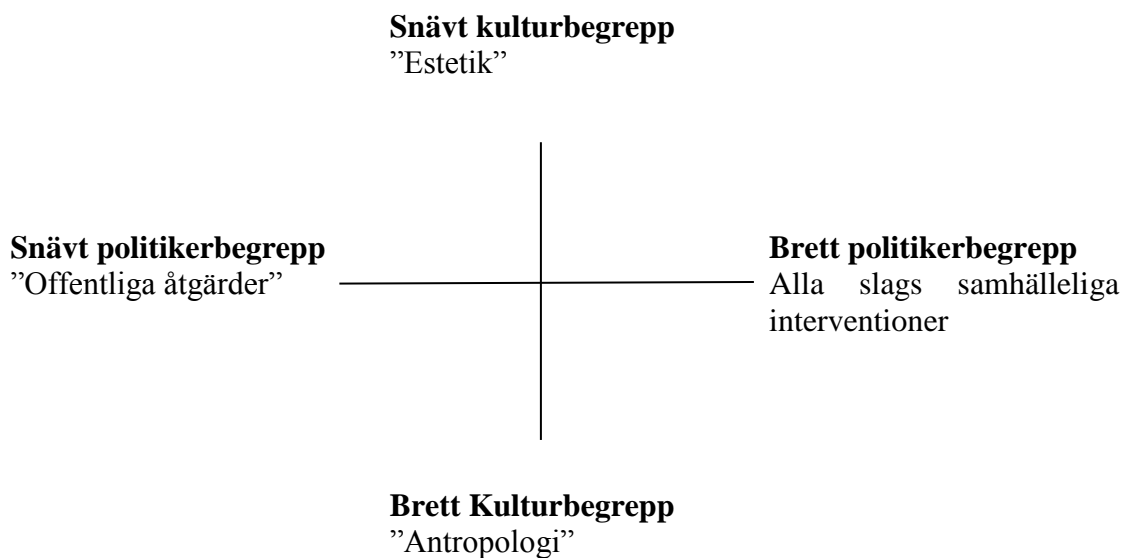 Snävt kulturbegrepp
”Estetik”
Snävt politikerbegrepp
”Offentliga åtgärder”
Brett politikerbegrepp
Alla slags samhälleliga
interventioner
Brett Kulturbegrepp
”Antropologi”